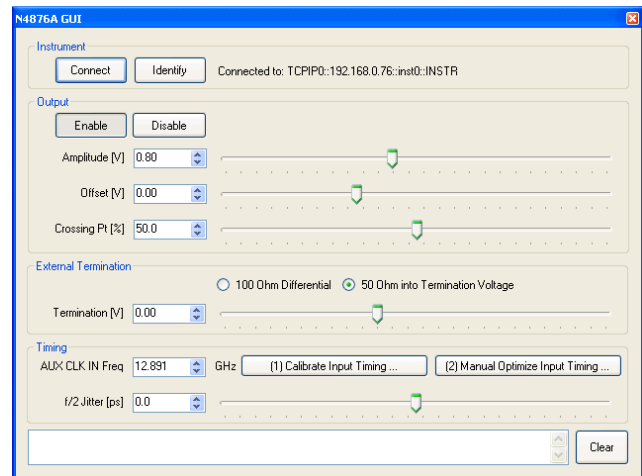 N4876A GUI
Instrument
Connect Identify Connected to: TCPIP0::192.168.0.76::inst0::INSTR
Output
Enable Disable
Amplitude [V] 0.80
Offset [V] 0.00
Crossing Pt [%] 50.0
External Termination
100 Ohm Differential 50 Ohm into Termination Voltage
Termination [V] 0.00
Timing
AUX CLK IN Freq 12.891 GHz (1) Calibrate Input Timing ... (2) Manual Optimize Input Timing ...
f/2 Jitter [ps] 0.0
Clear